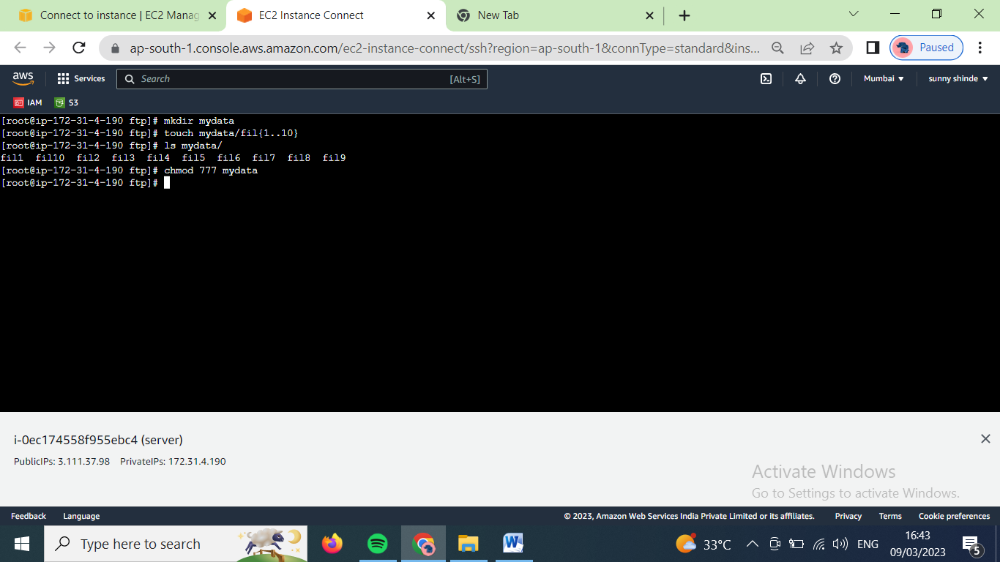 Connect to instance | EC2 Manag
EC2 Instance Connect
New Tab
ap-south-1.console.aws.amazon.com/ec2-instance-connect/ssh?region=ap-south-1&connType=standard&ins...
Paused
aws
Services
Search
[Alt+S]
Mumbai
sunny shinde
IAM
S3
[root@ip-172-31-4-190 ftp]# mkdir mydata
[root@ip-172-31-4-190 ftp]# touch mydata/fil{1..10}
[root@ip-172-31-4-190 ftp]# ls mydata/
fil1 fil10 fil2 fil3 fil4 fil5 fil6 fil7 fil8 fil9
[root@ip-172-31-4-190 ftp]# chmod 777 mydata
[root@ip-172-31-4-190 ftp]#
i-0ec174558f955ebc4 (server)
PublicIPs: 3.111.37.98 PrivateIPs: 172.31.4.190
Activate Windows
Go to Settings to activate Windows.
Feedback
Language
© 2023, Amazon Web Services India Private Limited or its affiliates.
Privacy
Terms
Cookie preferences
Type here to search
33°C
ENG
16:43
09/03/2023
5